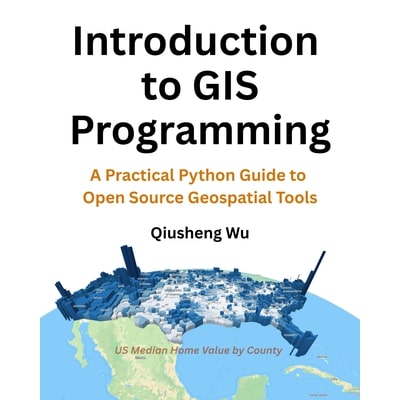 Introduction
to GIS
Programming
A Practical Python Guide to
Open Source Geospatial Tools
Qiusheng Wu
US Median Home Value by County